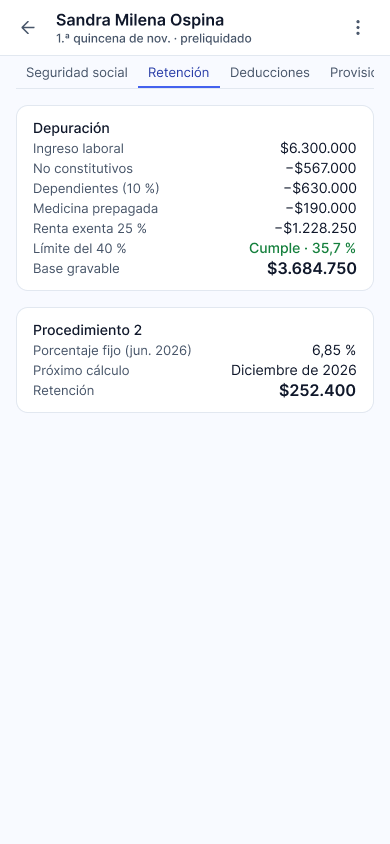 Sandra Milena Ospina
1.ª quincena de nov. · preliquidado
Seguridad social Retención Deducciones Provisic
Depuración
Ingreso laboral $6.300.000
No constitutivos −$567.000
Dependientes (10 %) −$630.000
Medicina prepagada −$190.000
Renta exenta 25 % −$1.228.250
Límite del 40 % Cumple · 35,7 %
Base gravable $3.684.750
Procedimiento 2
Porcentaje fijo (jun. 2026) 6,85 %
Próximo cálculo Diciembre de 2026
Retención $252.400